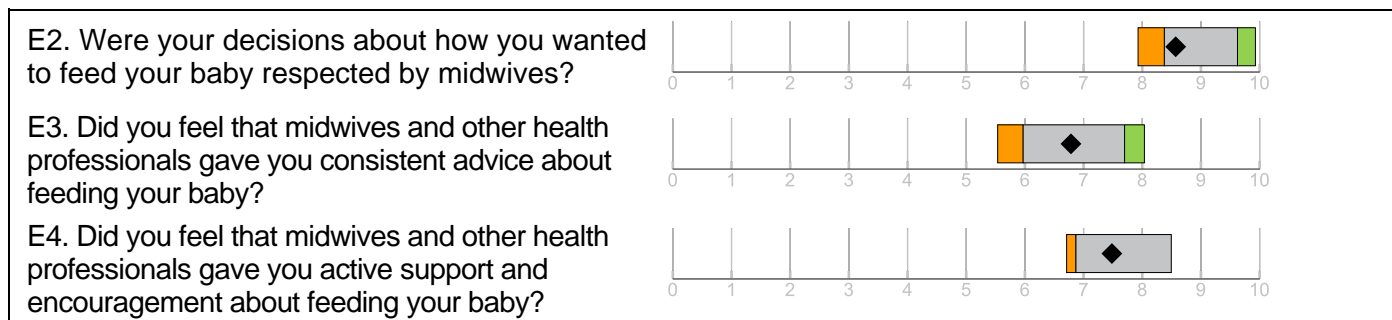 E2. Were your decisions about how you wanted
to feed your baby respected by midwives?
0 1 2 3 4 5 6 7 8 9 10
E3. Did you feel that midwives and other health
professionals gave you consistent advice about
feeding your baby?
0 1 2 3 4 5 6 7 8 9 10
E4. Did you feel that midwives and other health
professionals gave you active support and
encouragement about feeding your baby?
0 1 2 3 4 5 6 7 8 9 10